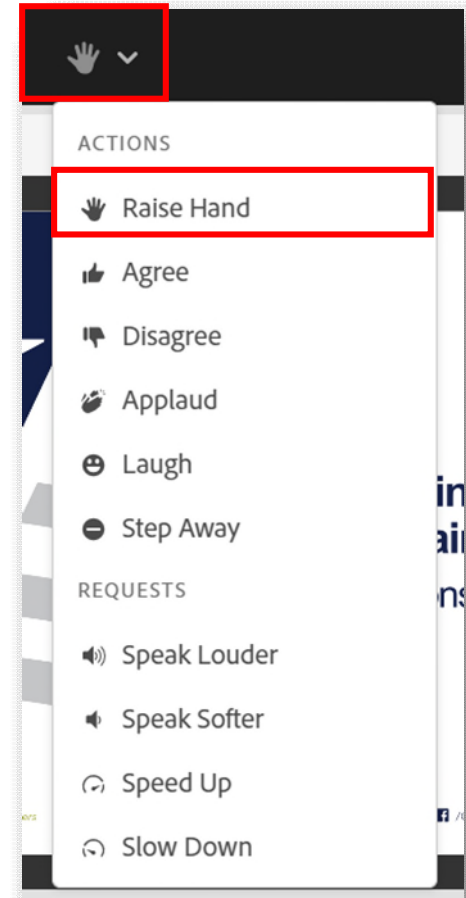 ACTIONS
Raise Hand
Agree
Disagree
Applaud
Laugh
Step Away
REQUESTS
Speak Louder
Speak Softer
Speed Up
Slow Down